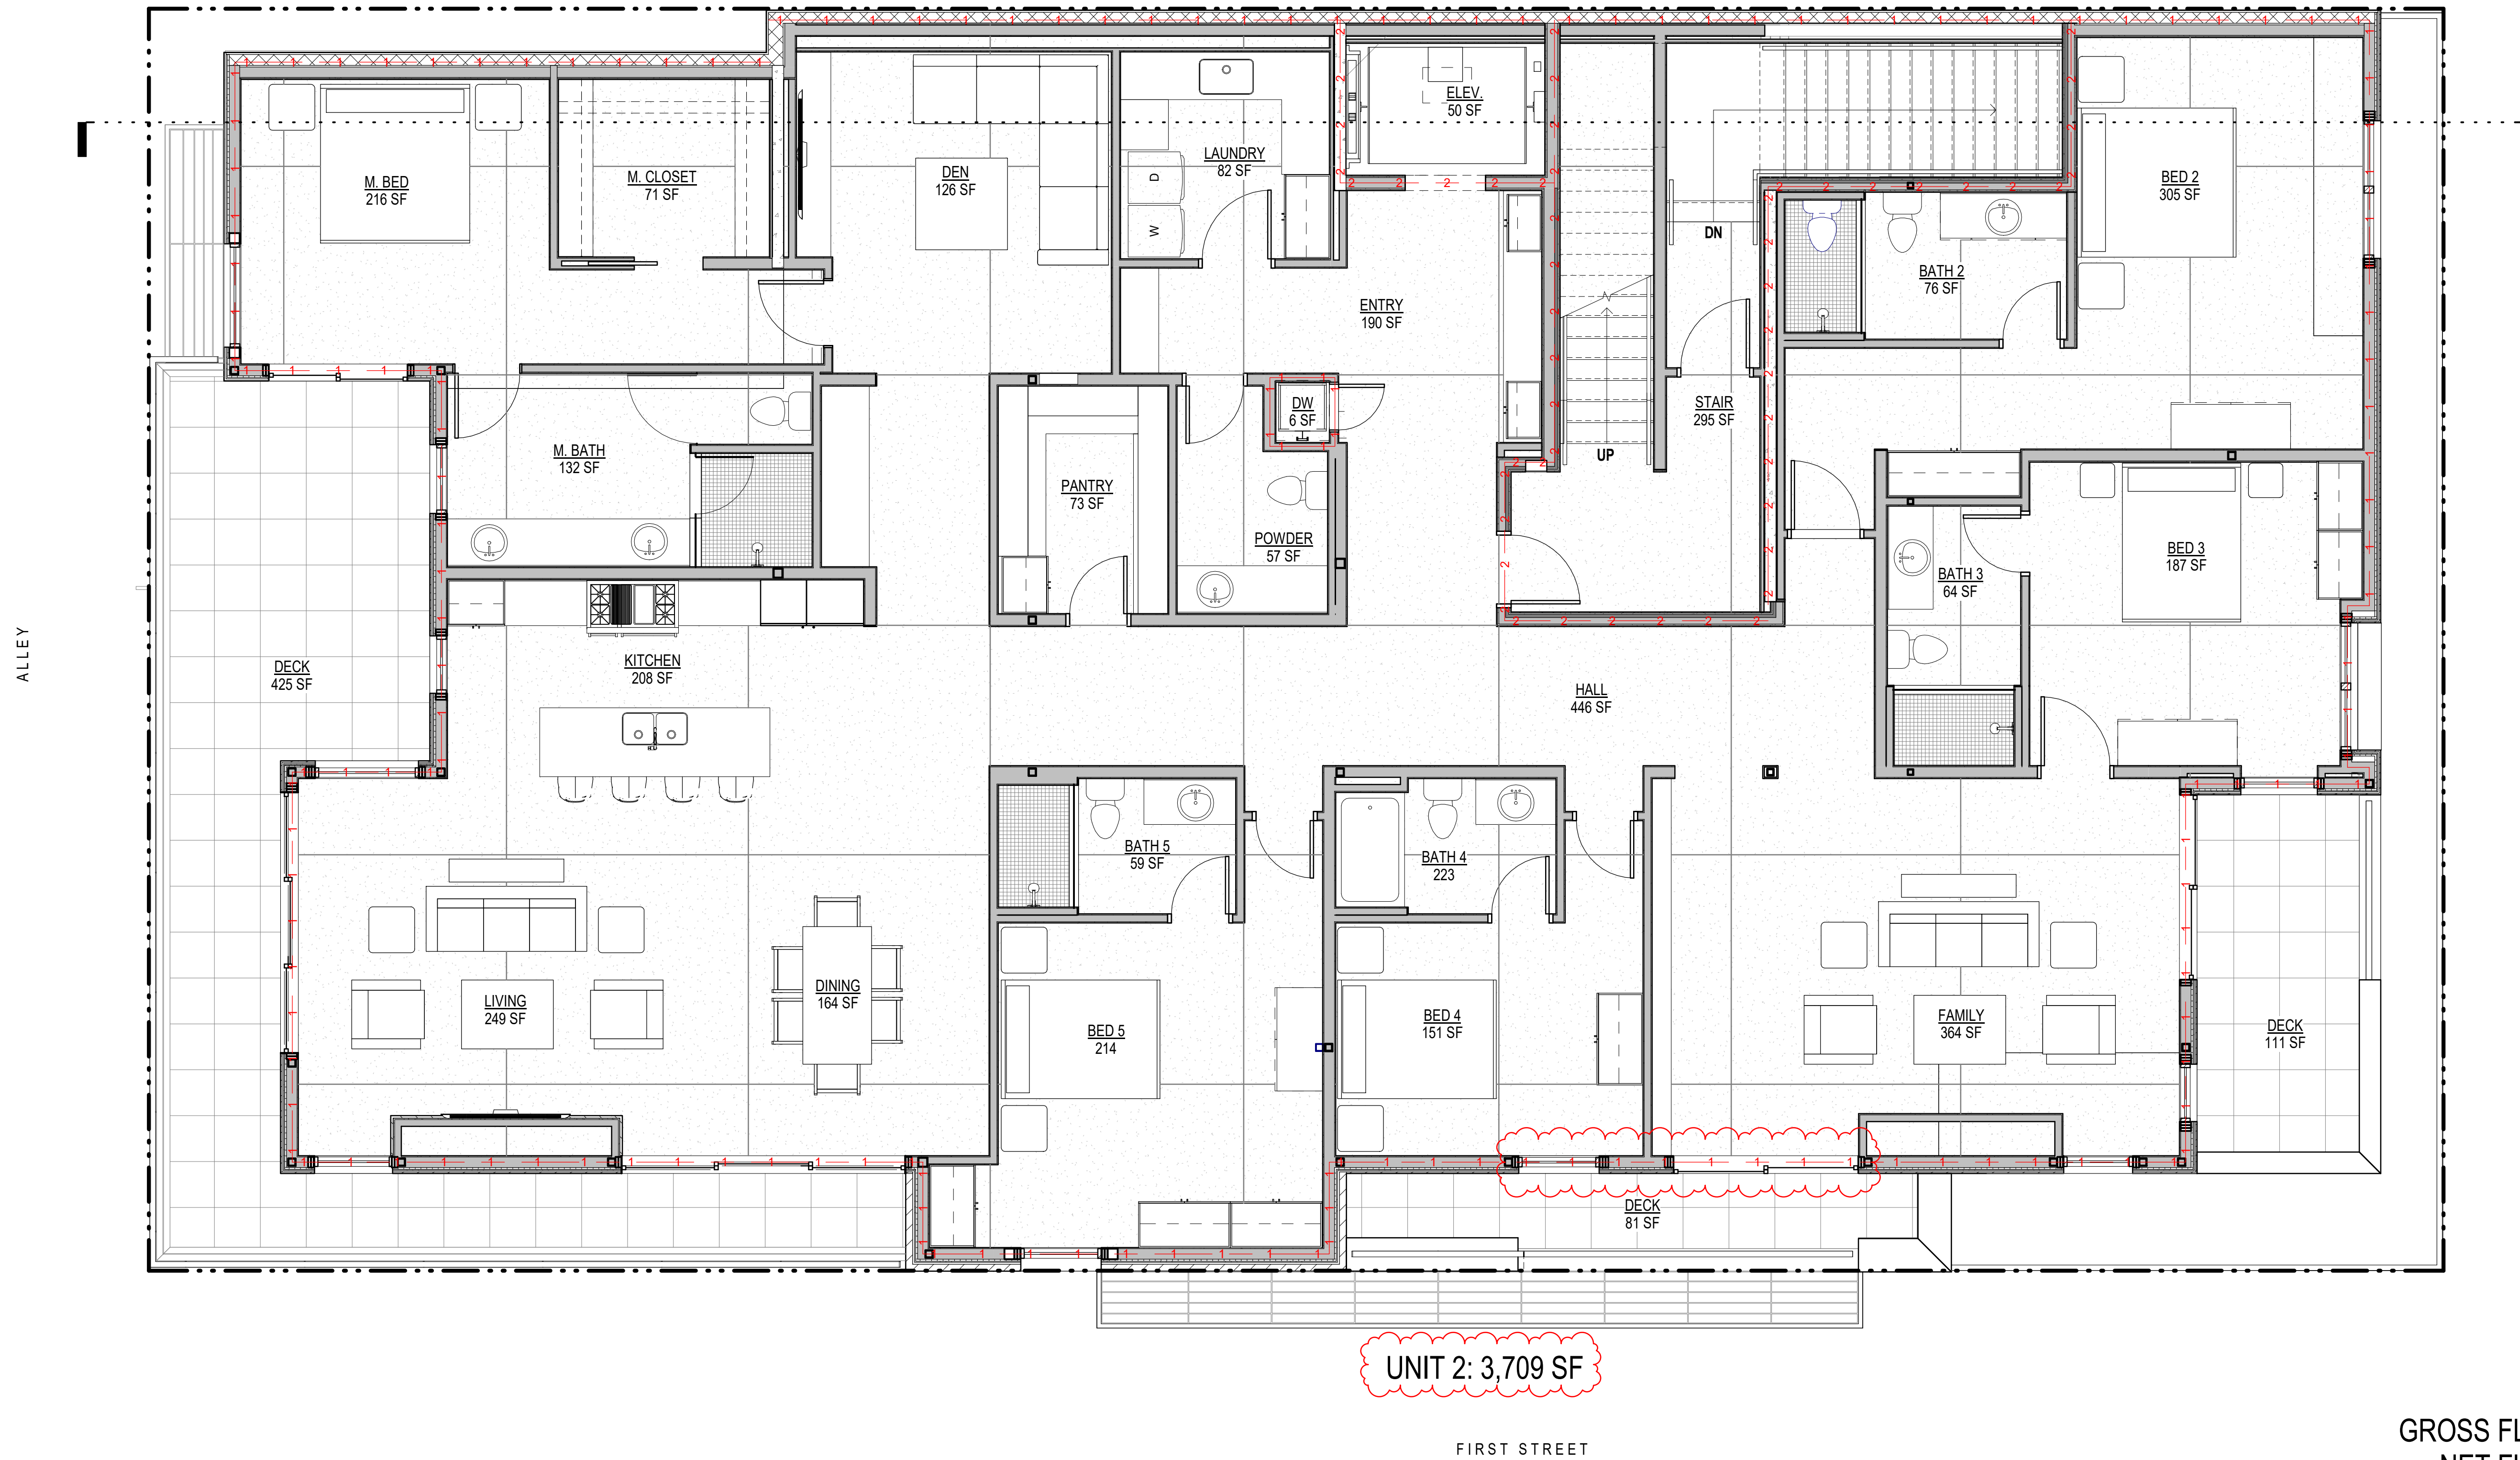 ELEV.
50 SF
LAUNDRY
82 SF
DEN
126 SF
M. CLOSET
71 SF
M. BED
216 SF
BED 2
305 SF
D
W
DN
BATH 2
76 SF
ENTRY
190 SF
DW
6 SF
STAIR
295 SF
UP
M. BATH
132 SF
PANTRY
73 SF
POWDER
57 SF
BED 3
187 SF
BATH 3
64 SF
ALLEY
DECK
425 SF
KITCHEN
208 SF
HALL
446 SF
BATH 5
59 SF
BATH 4
223
LIVING
249 SF
DINING
164 SF
BED 5
214
BED 4
151 SF
FAMILY
364 SF
DECK
111 SF
DECK
81 SF
UNIT 2: 3,709 SF
FIRST STREET
GROSS FL